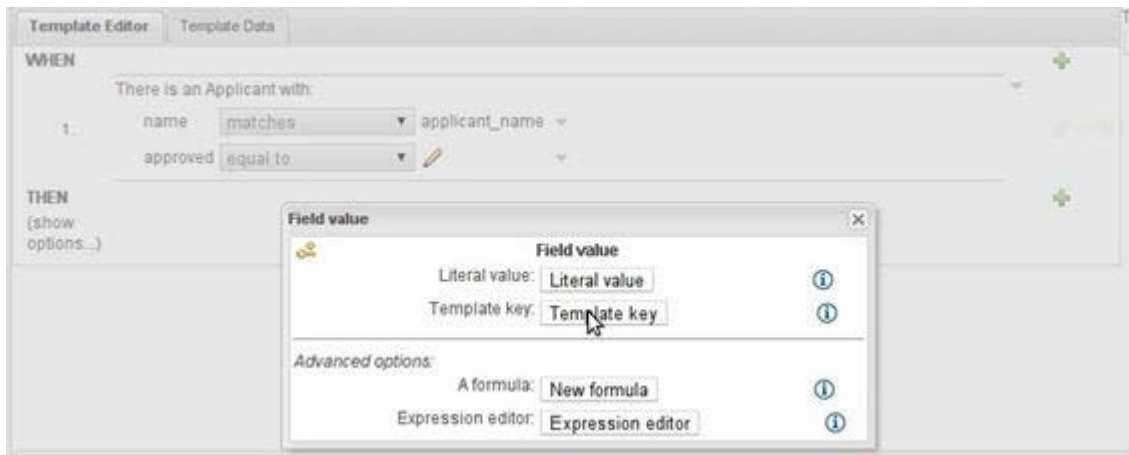 Template Editor Template Data
WHEN
There is an Applicant with:
1. name matches applicant_name
approved equal to
THEN
(show
options...)
Field value
Field value
Literal value: Literal value
Template key: Template key
Advanced options:
A formula: New formula
Expression editor: Expression editor